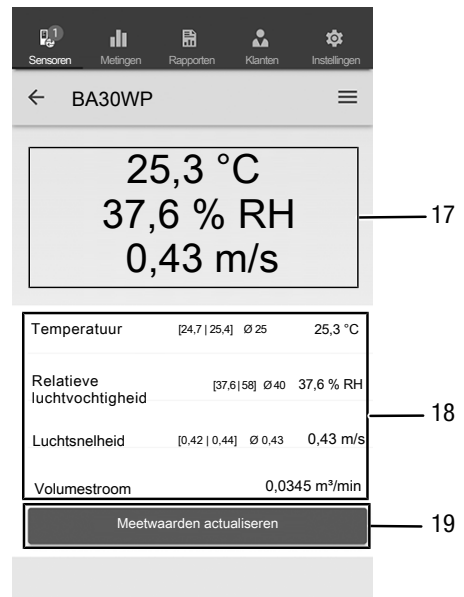 1
Sensoren Metingen Rapporten Klanten Instellingen
BA30WP
25,3 °C
37,6 % RH
0,43 m/s
17
Temperatuur [24,7 | 25,4] Ø 25 25,3 °C
Relatieve
luchtvochtigheid [37,6 | 58] Ø 40 37,6 % RH
18
Luchtsnelheid [0,42 | 0,44] Ø 0,43 0,43 m/s
Volumestroom 0,0345 m³/min
Meetwaarden actualiseren
19